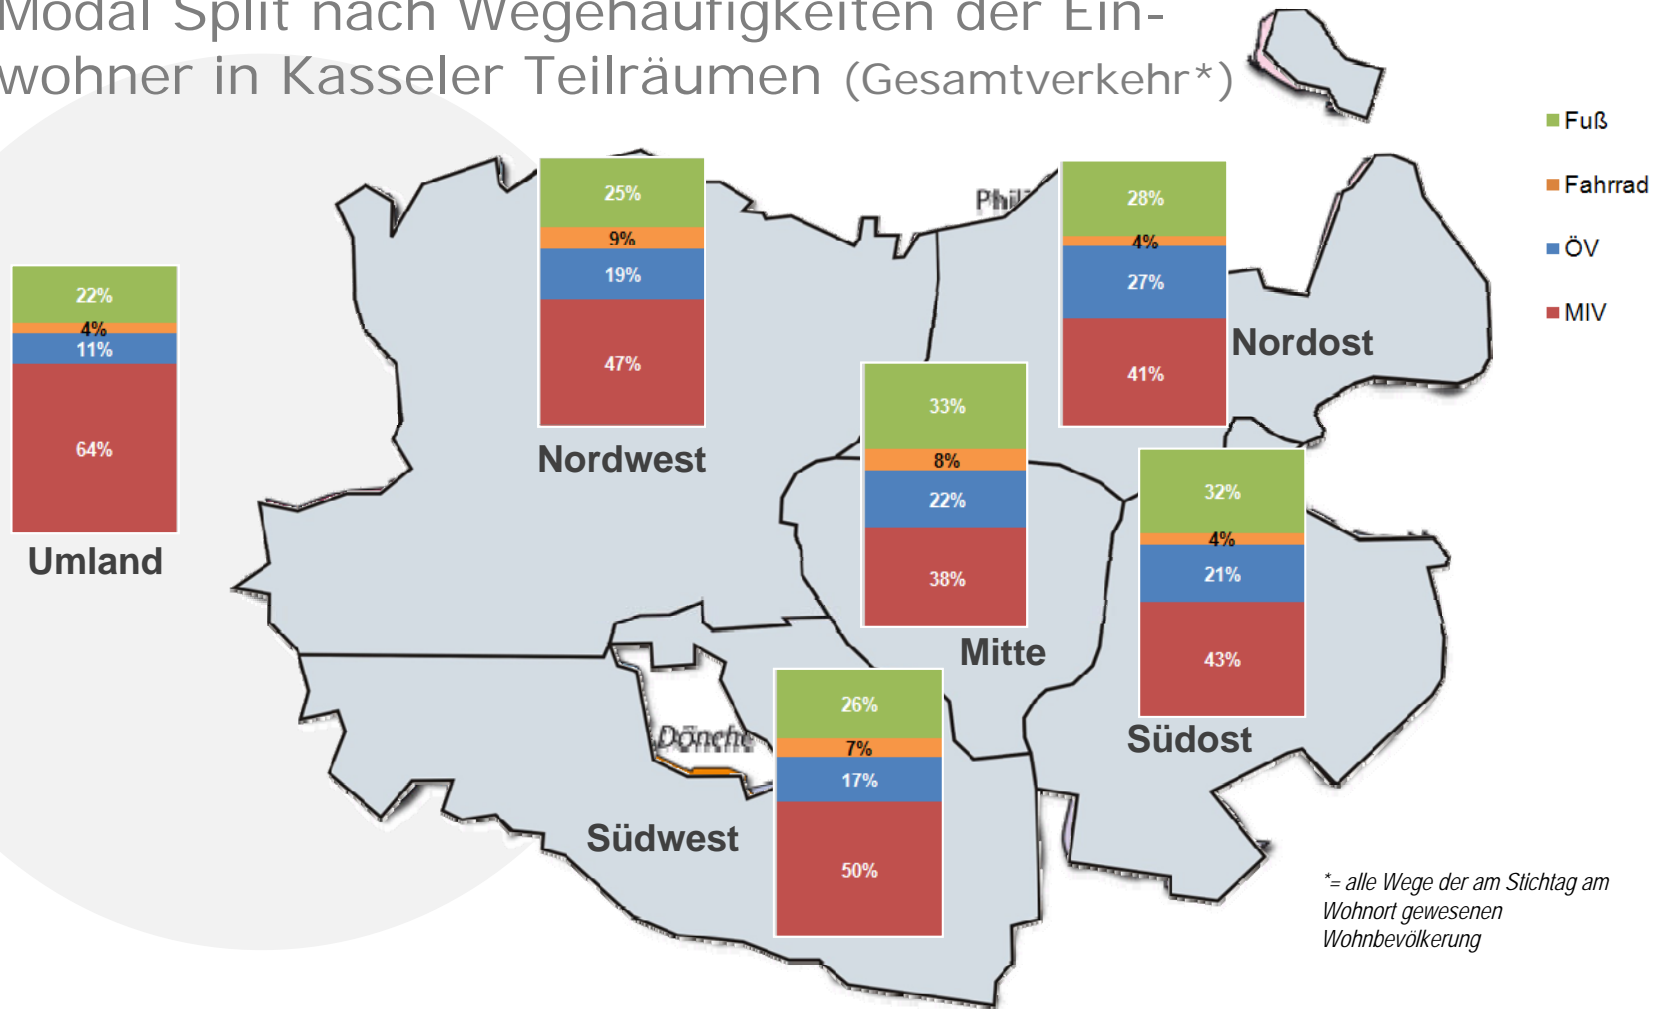 Modal Split nach Wegehäufigkeiten der Ein-
wohner in Kasseler Teilräumen (Gesamtverkehr*)
Fuß
Fahrrad
ÖV
MIV
22%
4%
11%
64%
Umland
25%
9%
19%
47%
Nordwest
28%
4%
27%
41%
Nordost
33%
8%
22%
38%
Mitte
32%
4%
21%
43%
Südost
26%
7%
17%
50%
Südwest
Dönche
*= alle Wege der am Stichtag am
Wohnort gewesenen
Wohnbevölkerung